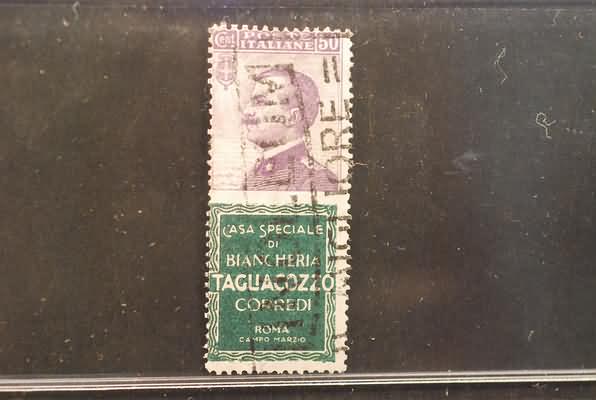 Cent POSTE 50
ITALIANE
CASA SPECIALE
DI
BIANCHERIA
TAGLIACOZZO
CORREDI
ROMA
CAMPO MARZIO